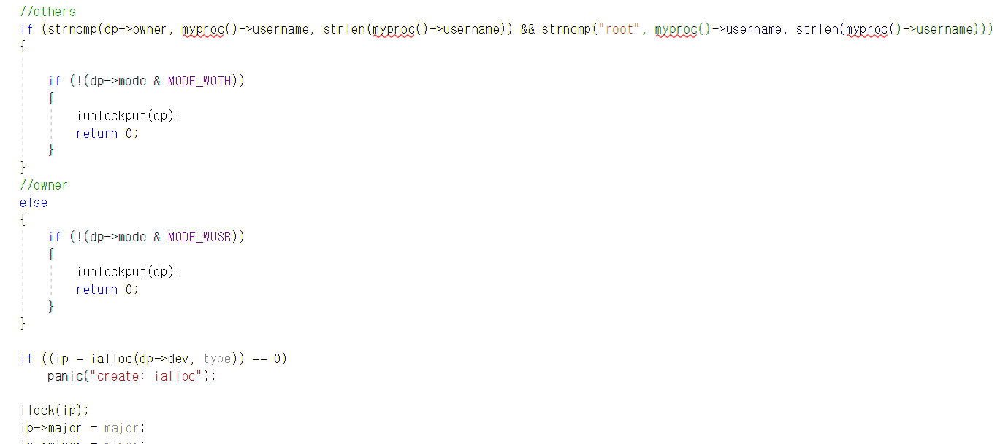 //others
if (strncmp(dp->owner, myproc()->username, strlen(myproc()->username)) && strncmp("root", myproc()->username, strlen(myproc()->username)))
{
if (!(dp->mode & MODE_WOTH))
{
iunlockput(dp);
return 0;
}
}
//owner
else
{
if (!(dp->mode & MODE_WUSR))
{
iunlockput(dp);
return 0;
}
}
if ((ip = ialloc(dp->dev, type)) == 0)
panic("create: ialloc");
ilock(ip);
ip->major = major;
ip->minor = minor;